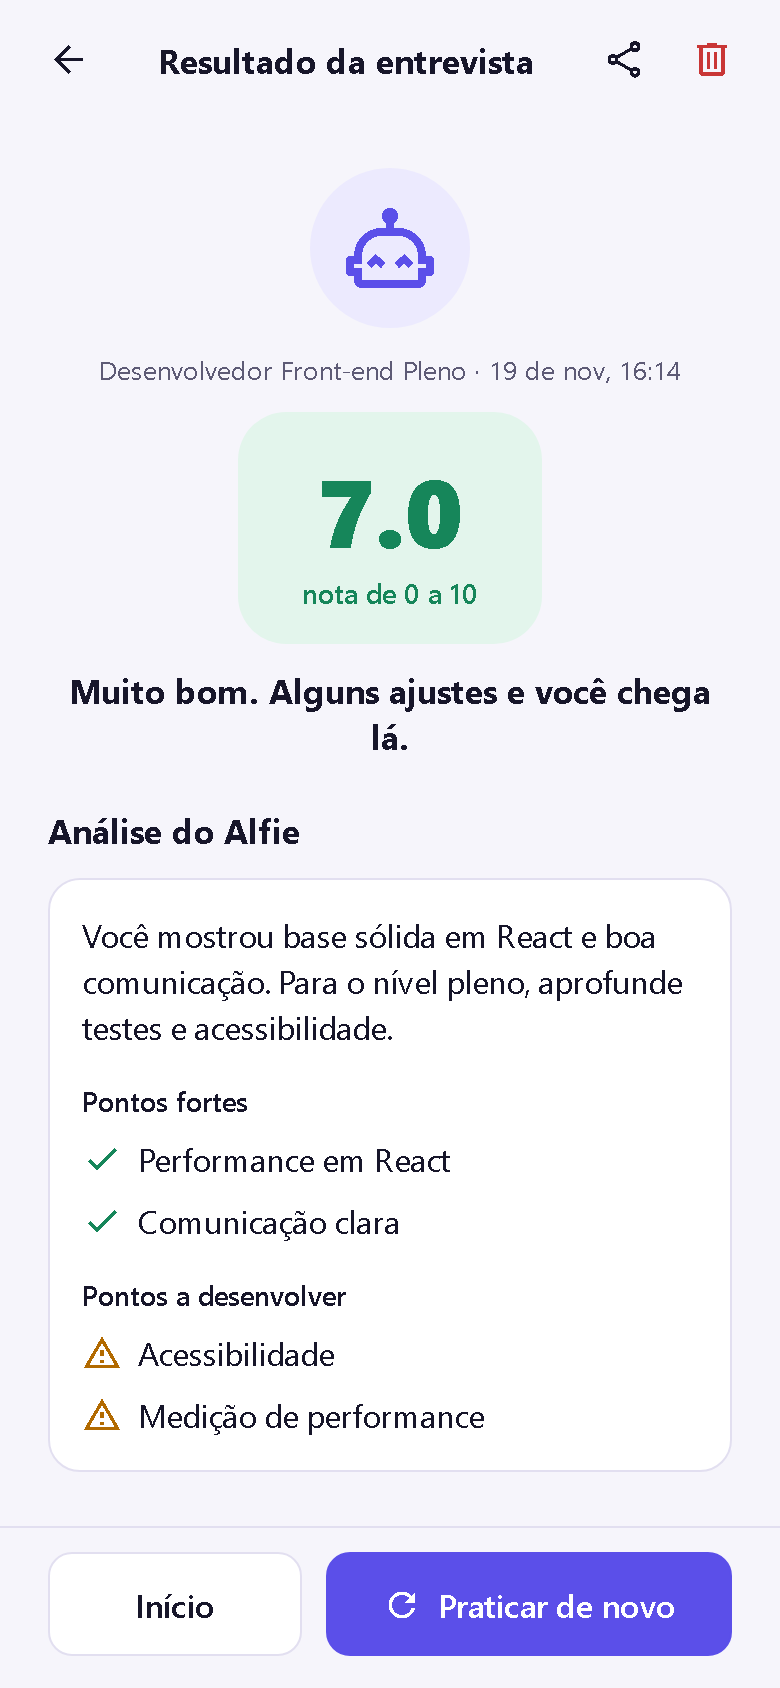 Resultado da entrevista
Desenvolvedor Front-end Pleno · 19 de nov, 16:14
7.0
nota de 0 a 10
Muito bom. Alguns ajustes e você chega
lá.
Análise do Alfie
Você mostrou base sólida em React e boa
comunicação. Para o nível pleno, aprofunde
testes e acessibilidade.
Pontos fortes
Performance em React
Comunicação clara
Pontos a desenvolver
Acessibilidade
Medição de performance
Início
Praticar de novo